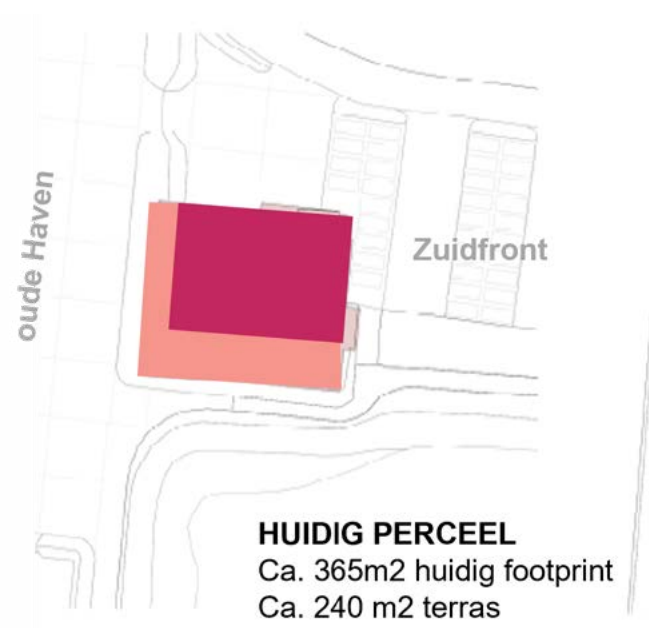 oude Haven
Zuidfront
HUIDIG PERCEEL
Ca. 365m2 huidig footprint
Ca. 240 m2 terras